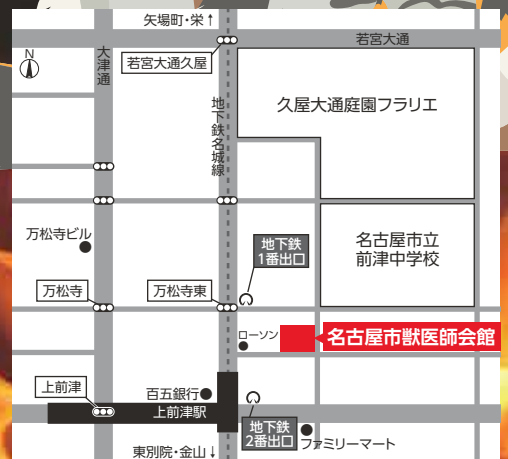 矢場町・栄↑
若宮大通
N
大津通
若宮大通久屋
地下鉄名城線
久屋大通庭園フラリエ
万松寺ビル
地下鉄
1番出口
名古屋市立
前津中学校
万松寺
万松寺東
ローソン
名古屋市獣医師会館
上前津
百五銀行
上前津駅
地下鉄
2番出口
ファミリーマート
東別院・金山↓